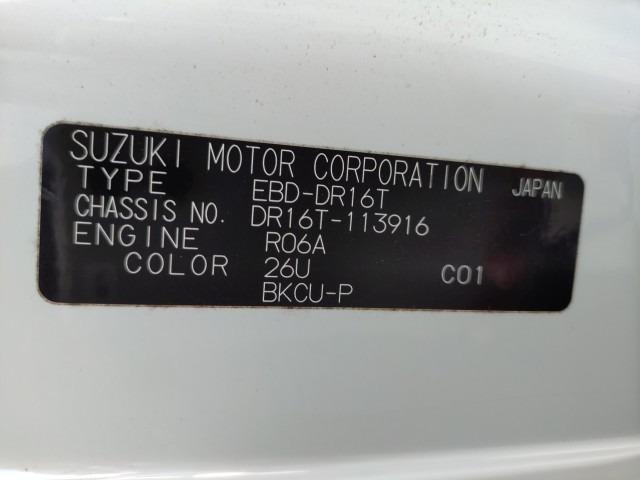 SUZUKI MOTOR CORPORATION JAPAN
TYPE EBD-DR16T
CHASSIS NO. DR16T-113916
ENGINE R06A
COLOR 26U C01
BKCU-P